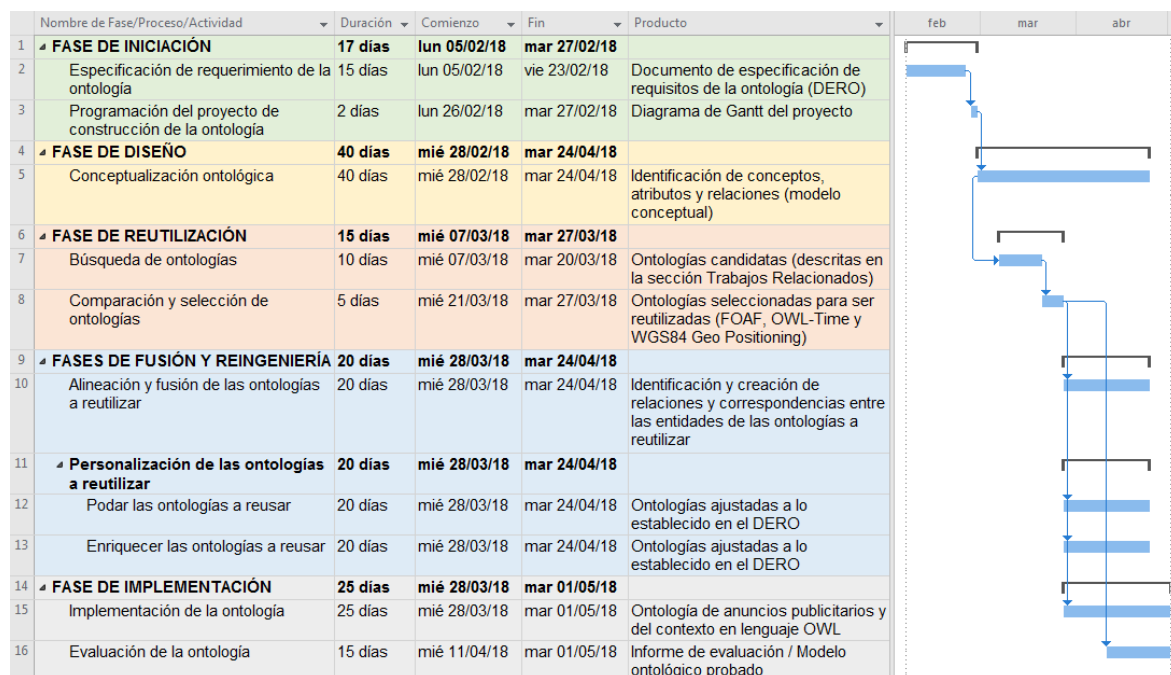 Nombre de Fase/Proceso/Actividad Duración Comienzo Fin Producto feb mar abr
1 FASE DE INICIACIÓN 17 días lun 05/02/18 mar 27/02/18
2 Especificación de requerimiento de la 15 días lun 05/02/18 vie 23/02/18 Documento de especificación de
ontología requisitos de la ontología (DERO)
3 Programación del proyecto de 2 días lun 26/02/18 mar 27/02/18 Diagrama de Gantt del proyecto
construcción de la ontología
4 FASE DE DISEÑO 40 días mié 28/02/18 mar 24/04/18
5 Conceptualización ontológica 40 días mié 28/02/18 mar 24/04/18 Identificación de conceptos,
atributos y relaciones (modelo
conceptual)
6 FASE DE REUTILIZACIÓN 15 días mié 07/03/18 mar 27/03/18
7 Búsqueda de ontologías 10 días mié 07/03/18 mar 20/03/18 Ontologías candidatas (descritas en
la sección Trabajos Relacionados)
8 Comparación y selección de 5 días mié 21/03/18 mar 27/03/18 Ontologías seleccionadas para ser
ontologías reutilizadas (FOAF, OWL-Time y
WGS84 Geo Positioning)
9 FASES DE FUSIÓN Y REINGENIERÍA 20 días mié 28/03/18 mar 24/04/18
10 Alineación y fusión de las ontologías 20 días mié 28/03/18 mar 24/04/18 Identificación y creación de
a reutilizar relaciones y correspondencias entre
las entidades de las ontologías a
reutilizar
11 Personalización de las ontologías 20 días mié 28/03/18 mar 24/04/18
a reutilizar
12 Podar las ontologías a reusar 20 días mié 28/03/18 mar 24/04/18 Ontologías ajustadas a lo
establecido en el DERO
13 Enriquecer las ontologías a reusar 20 días mié 28/03/18 mar 24/04/18 Ontologías ajustadas a lo
establecido en el DERO
14 FASE DE IMPLEMENTACIÓN 25 días mié 28/03/18 mar 01/05/18
15 Implementación de la ontología 25 días mié 28/03/18 mar 01/05/18 Ontología de anuncios publicitarios y
del contexto en lenguaje OWL
16 Evaluación de la ontología 15 días mié 11/04/18 mar 01/05/18 Informe de evaluación / Modelo
ontológico probado